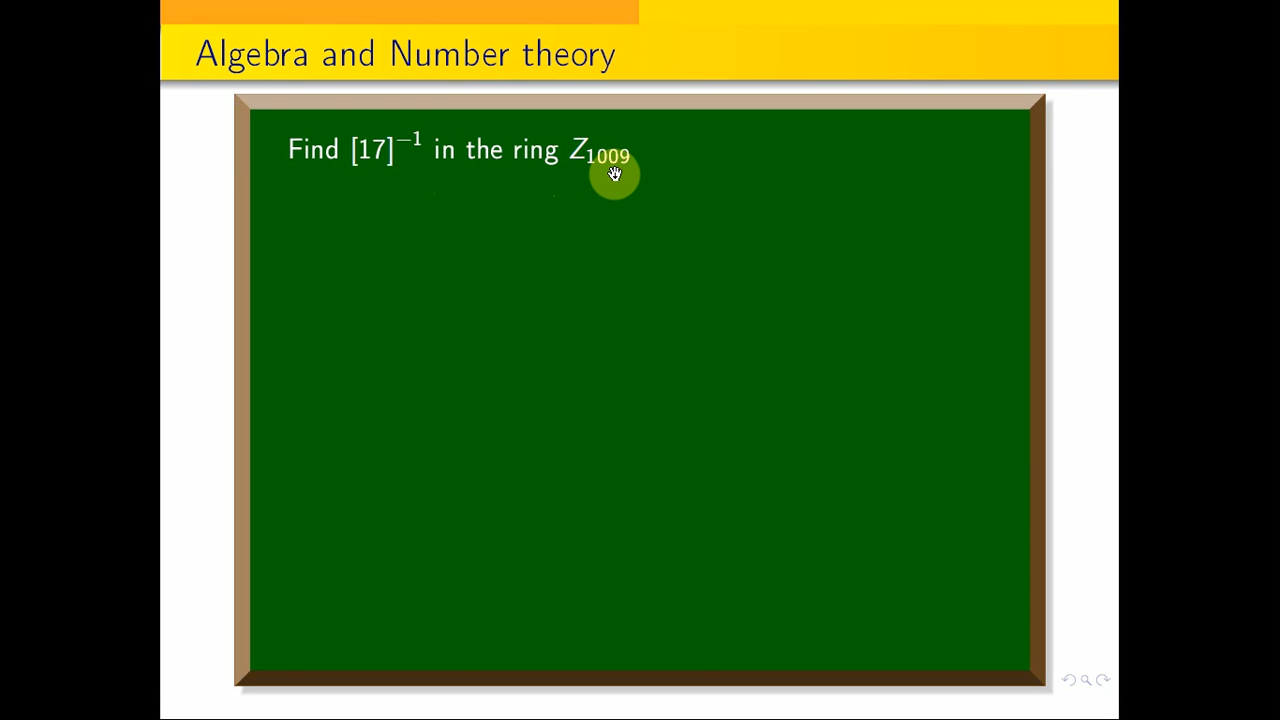 Algebra and Number theory
Find [17]⁻¹ in the ring Z₁₀₀₉